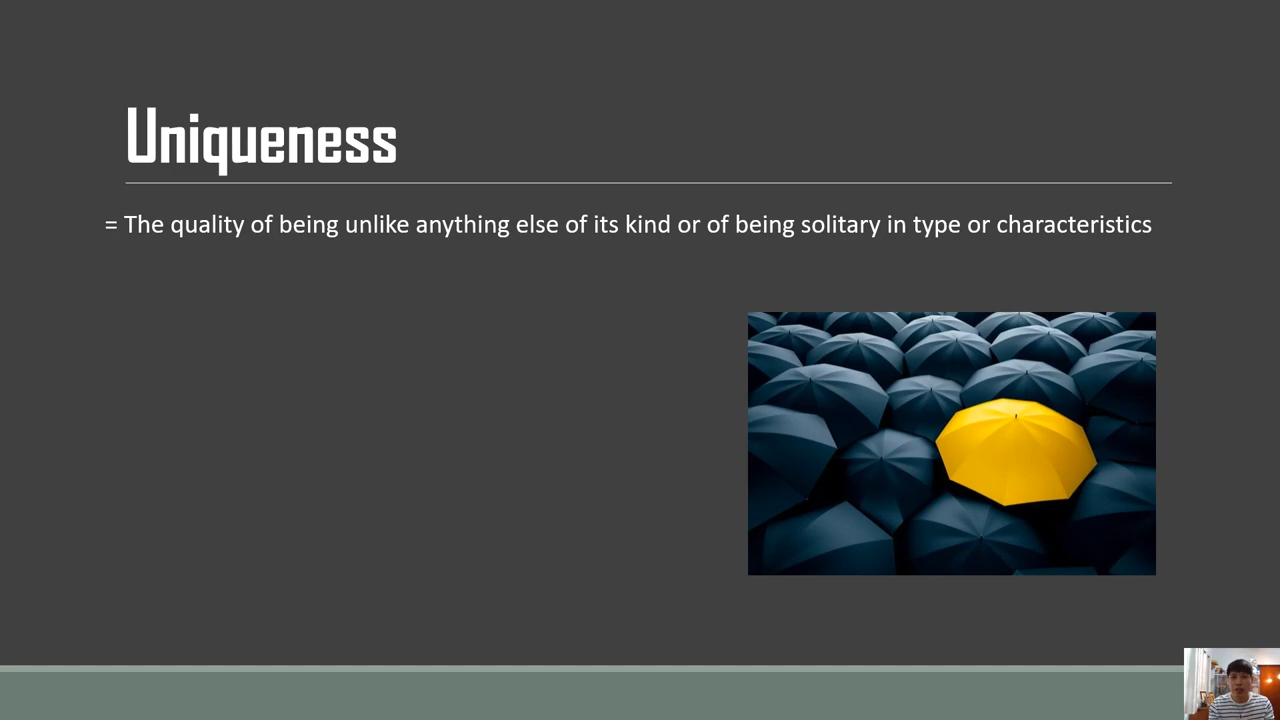 Uniqueness
= The quality of being unlike anything else of its kind or of being solitary in type or characteristics